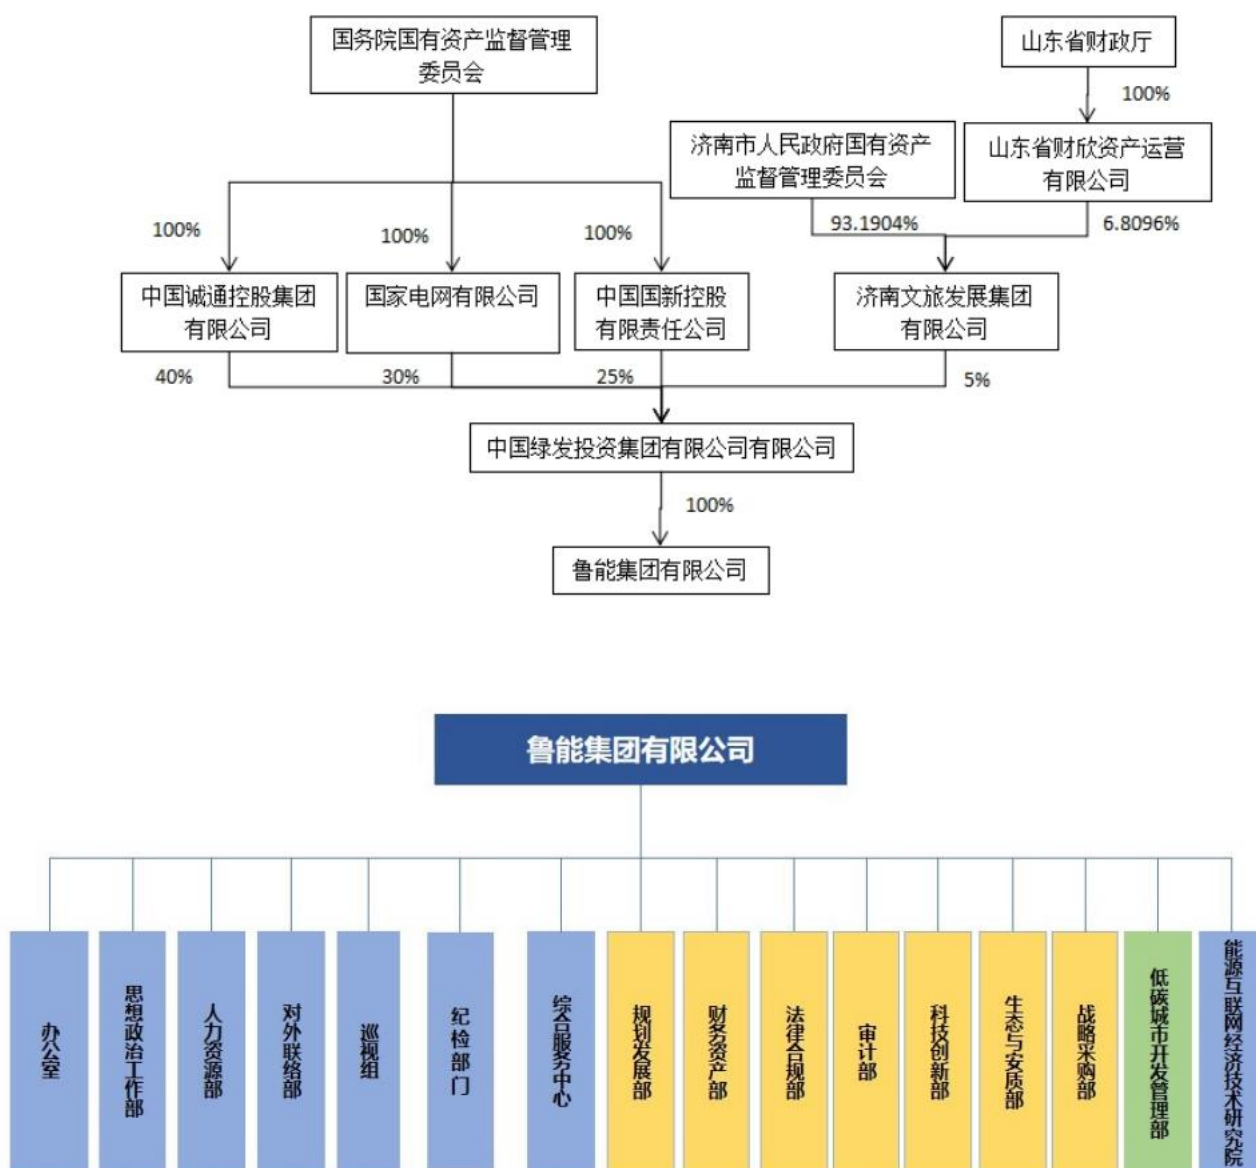 国务院国有资产监督管理
委员会
山东省财政厅
100%
济南市人民政府国有资产
监督管理委员会
山东省财欣资产运营
有限公司
100%
100%
100%
93.1904%
6.8096%
中国诚通控股集团
有限公司
国家电网有限公司
中国国新控股
有限责任公司
济南文旅发展集团
有限公司
40%
30%
25%
5%
中国绿发投资集团有限公司有限公司
100%
鲁能集团有限公司
鲁能集团有限公司
办公室
思想政治工作部
人力资源部
对外联络部
巡视组
纪检部门
综合服务中心
规划发展部
财务资产部
法律合规部
审计部
科技创新部
生态与安质部
战略采购部
低碳城市开发管理部
能源互联网经济技术研究院